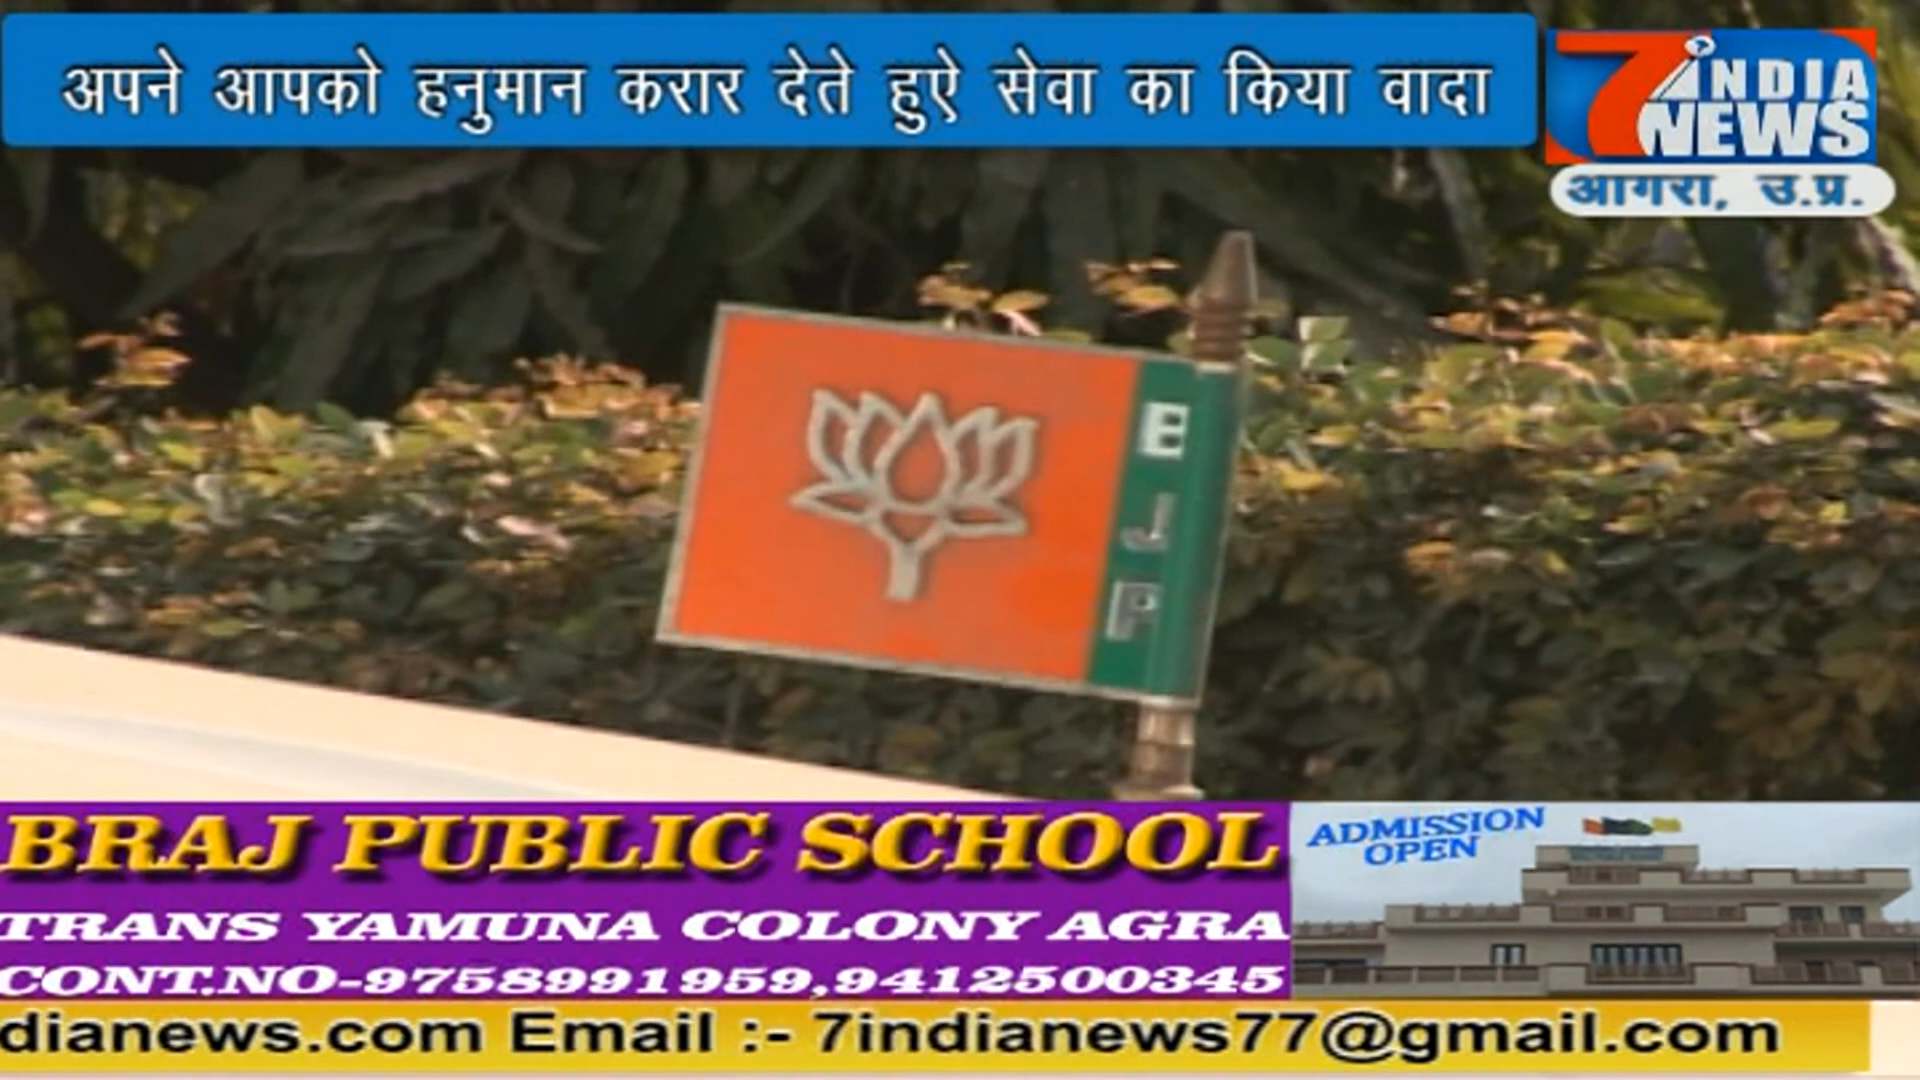 अपने आपको हनुमान करार देते हुऐ सेवा का किया वादा
7 INDIA
NEWS
आगरा, उ.प्र.
B
J
P
BRAJ PUBLIC SCHOOL
TRANS YAMUNA COLONY AGRA
CONT.NO-9758991959,9412500345
ADMISSION
OPEN
dianews.com Email :- 7indianews77@gmail.com